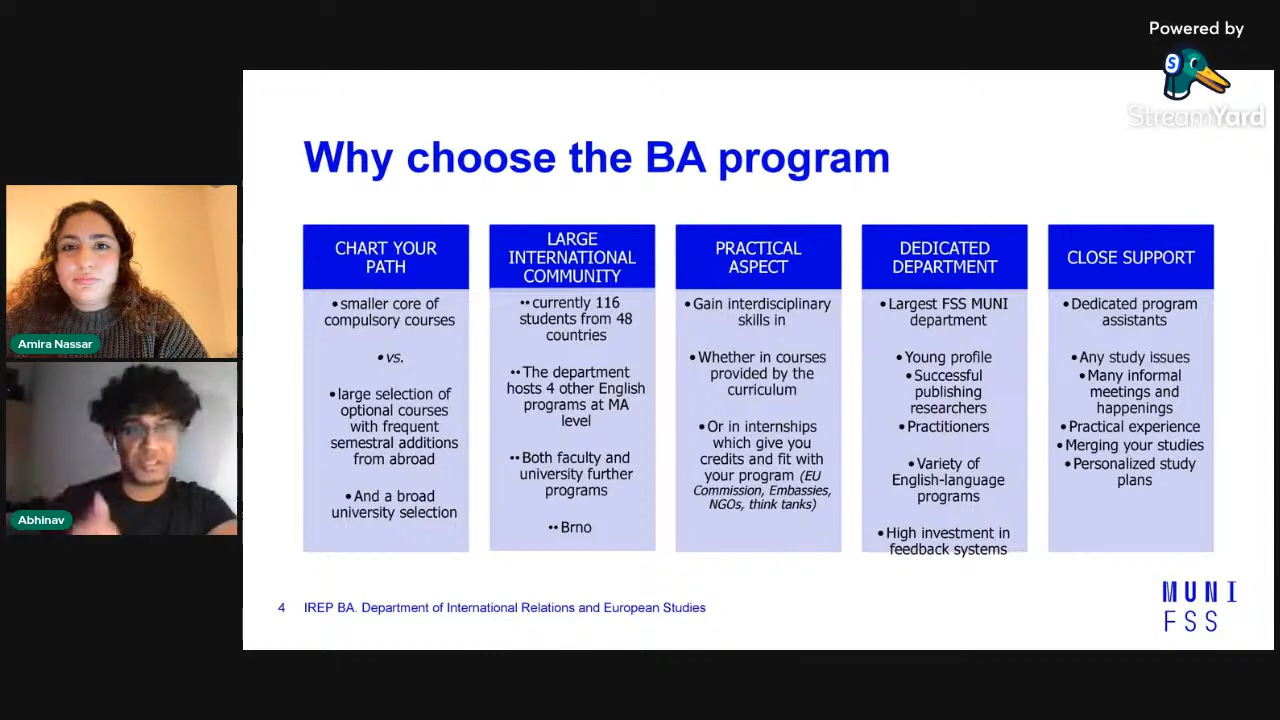 Powered by
S
StreamYard
Why choose the BA program
CHART YOUR
PATH
•smaller core of
compulsory courses
•vs.
•large selection of
optional courses
with frequent
semestral additions
from abroad
•And a broad
university selection
LARGE
INTERNATIONAL
COMMUNITY
••currently 116
students from 48
countries
••The department
hosts 4 other English
programs at MA
level
••Both faculty and
university further
programs
••Brno
PRACTICAL
ASPECT
•Gain interdisciplinary
skills in
•Whether in courses
provided by the
curriculum
•Or in internships
which give you
credits and fit with
your program (EU
Commission, Embassies,
NGOs, think tanks)
DEDICATED
DEPARTMENT
•Largest FSS MUNI
department
•Young profile
•Successful
publishing
researchers
•Practitioners
•Variety of
English-language
programs
•High investment in
feedback systems
CLOSE SUPPORT
•Dedicated program
assistants
•Any study issues
•Many informal
meetings and
happenings
•Practical experience
•Merging your studies
•Personalized study
plans
Amira Nassar
Abhinav
4 IREP BA. Department of International Relations and European Studies
MUNI
FSS